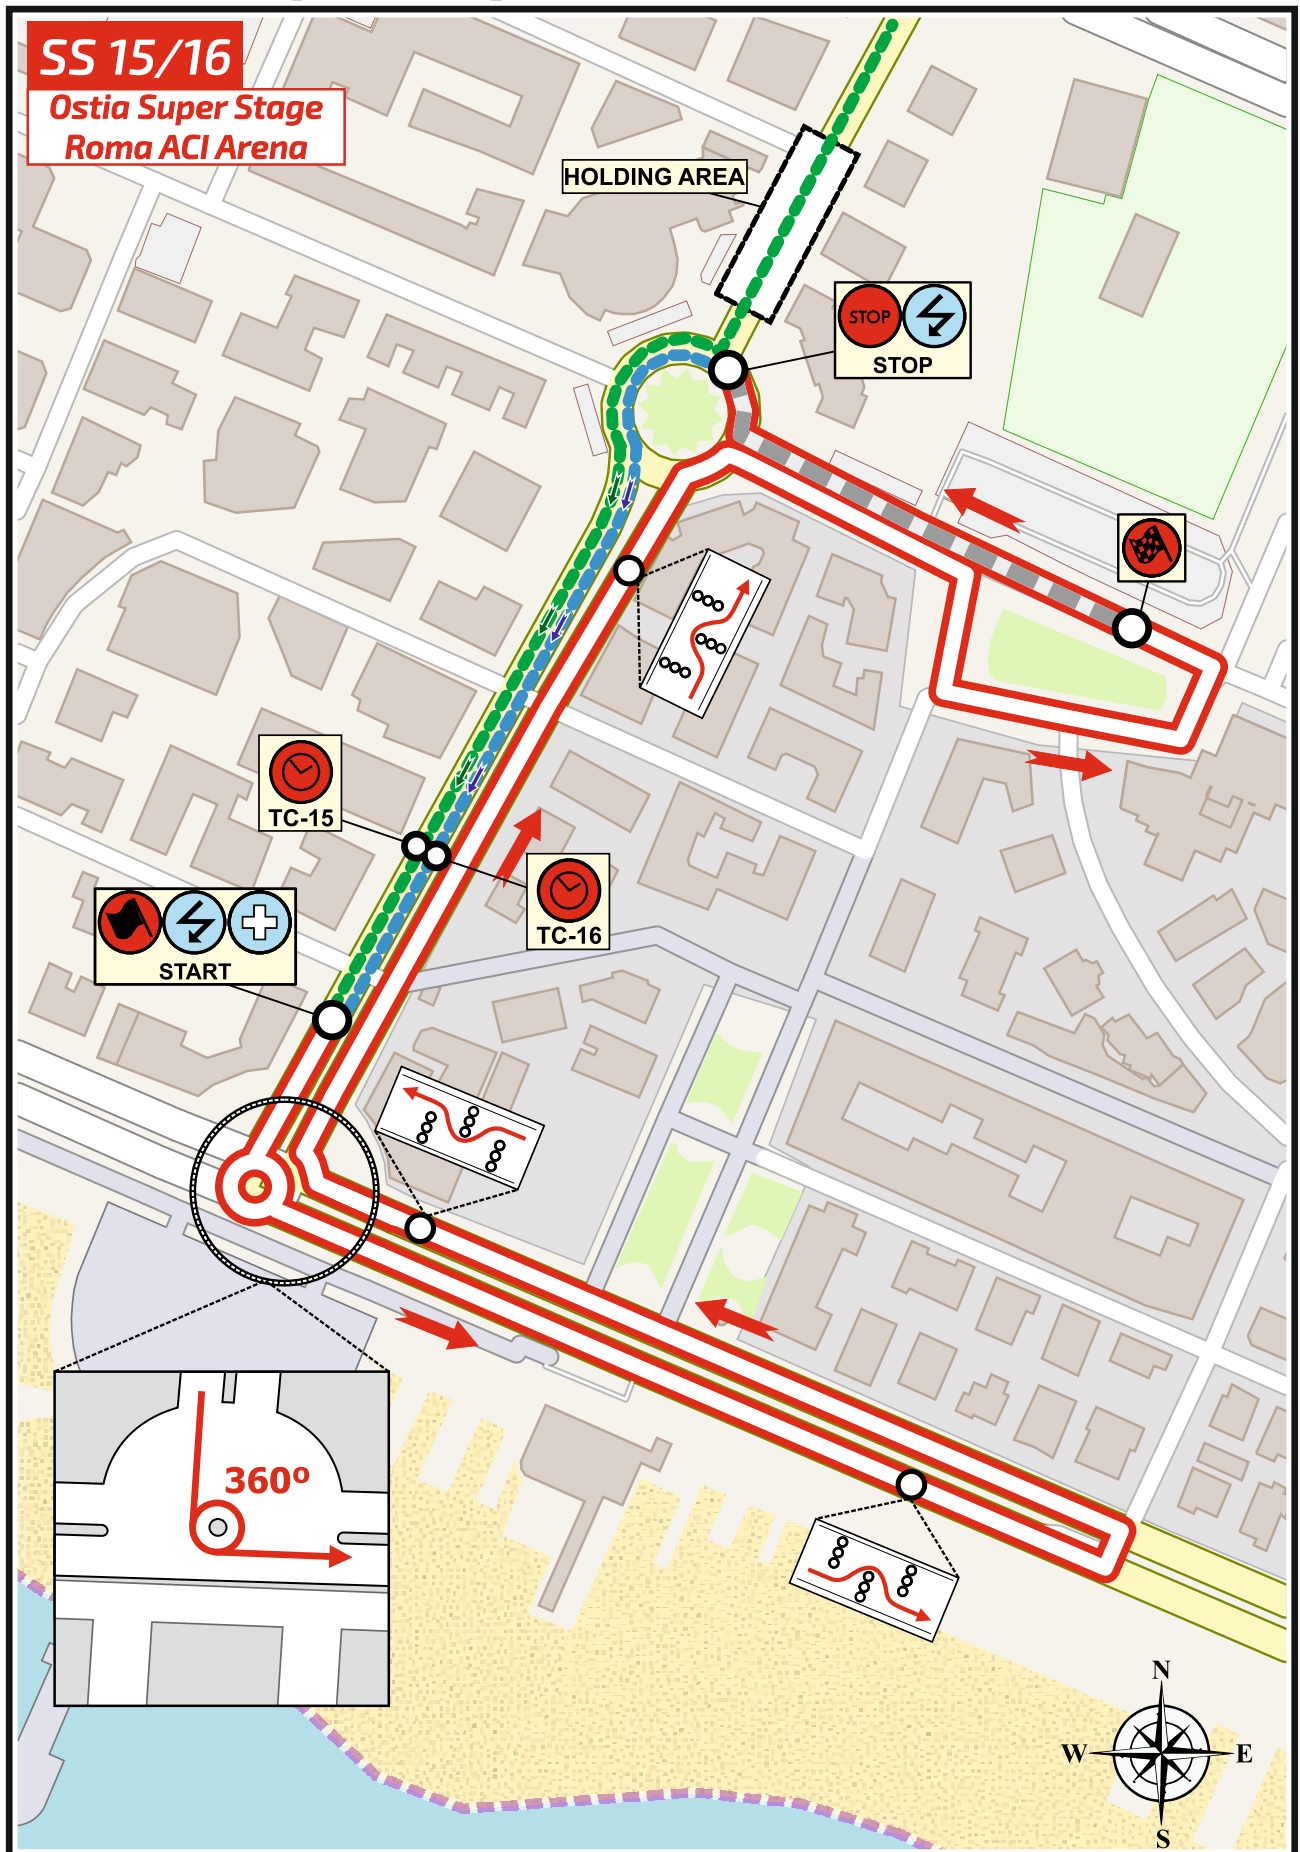 SS 15/16
Ostia Super Stage
Roma ACI Arena
HOLDING AREA
STOP
STOP
TC-15
TC-16
START
360º
N
W
E
S